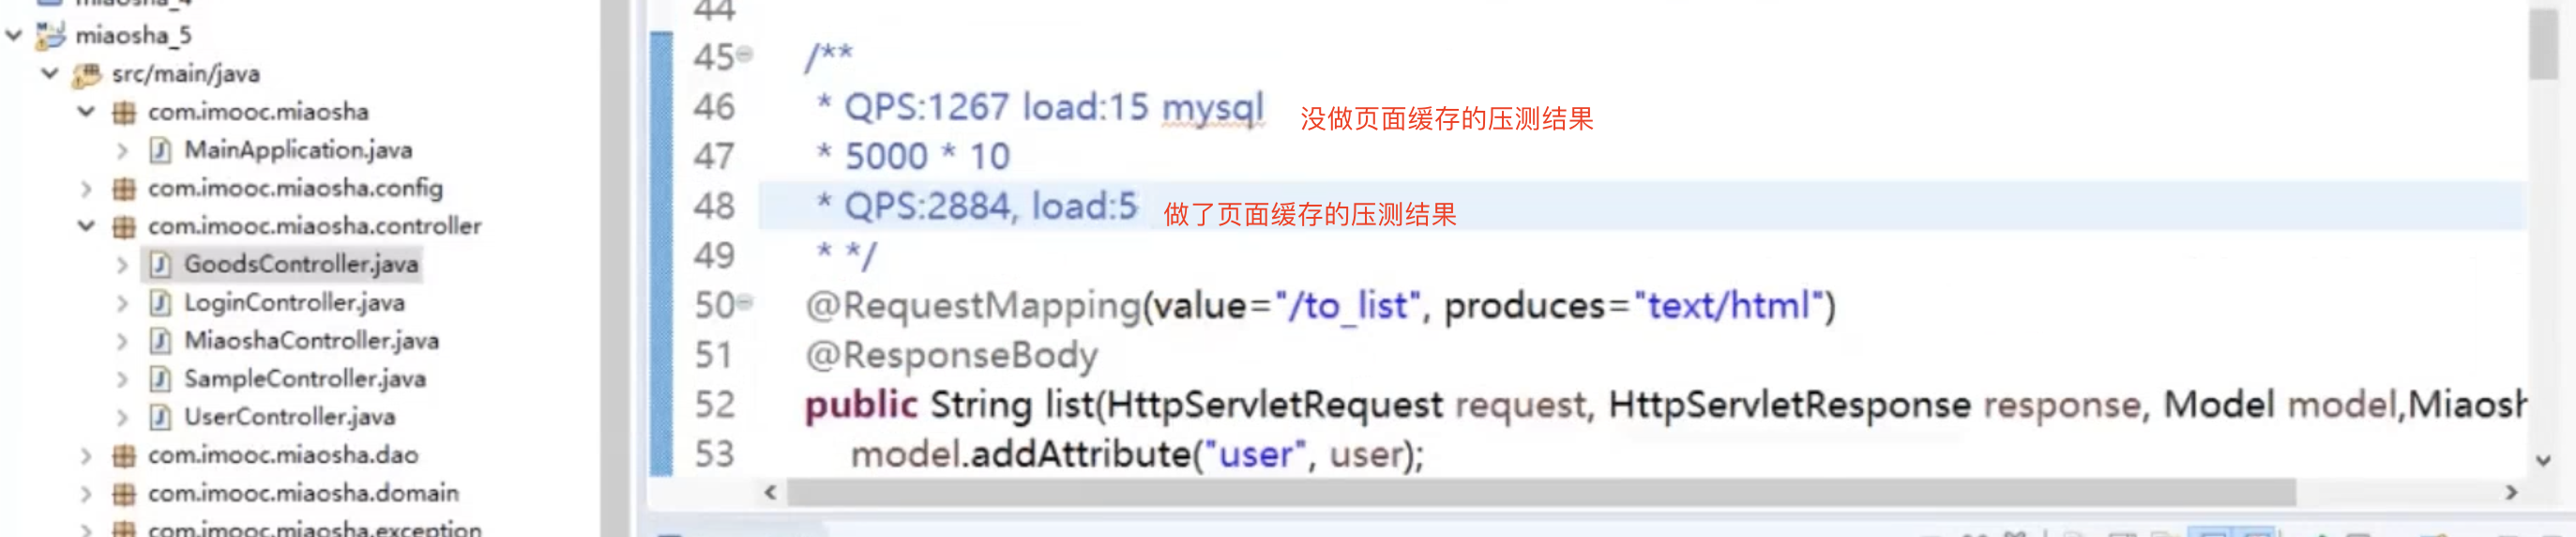 miaosha_4
miaosha_5
src/main/java
com.imooc.miaosha
MainApplication.java
com.imooc.miaosha.config
com.imooc.miaosha.controller
GoodsController.java
LoginController.java
MiaoshaController.java
SampleController.java
UserController.java
com.imooc.miaosha.dao
com.imooc.miaosha.domain
com.imooc.miaosha.exception
44
45 /**
46 * QPS:1267 load:15 mysql 没做页面缓存的压测结果
47 * 5000 * 10
48 * QPS:2884, load:5 做了页面缓存的压测结果
49 * */
50 @RequestMapping(value="/to_list", produces="text/html")
51 @ResponseBody
52 public String list(HttpServletRequest request, HttpServletResponse response, Model model,Miaosh
53 model.addAttribute("user", user);